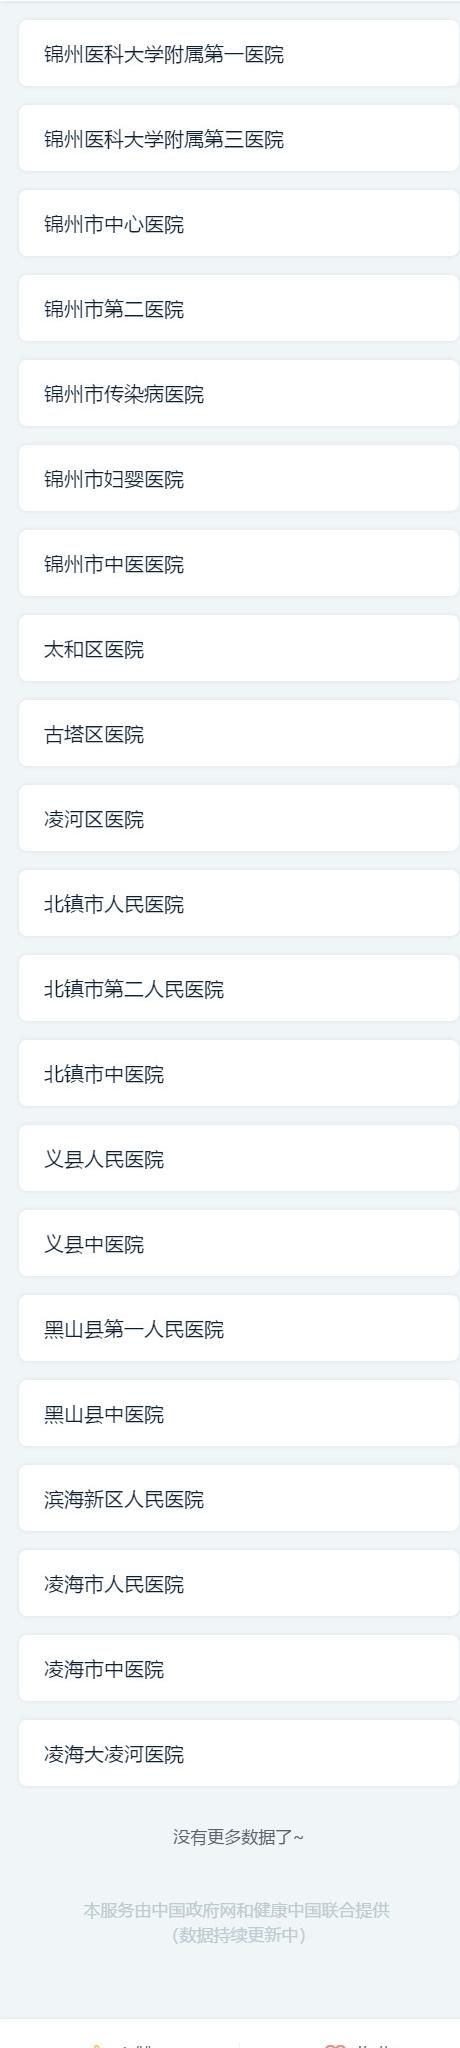 锦州医科大学附属第一医院
锦州医科大学附属第三医院
锦州市中心医院
锦州市第二医院
锦州市传染病医院
锦州市妇婴医院
锦州市中医医院
太和区医院
古塔区医院
凌河区医院
北镇市人民医院
北镇市第二人民医院
北镇市中医院
义县人民医院
义县中医院
黑山县第一人民医院
黑山县中医院
滨海新区人民医院
凌海市人民医院
凌海市中医院
凌海大凌河医院
没有更多数据了~
本服务由中国政府网和健康中国联合提供
(数据持续更新中)